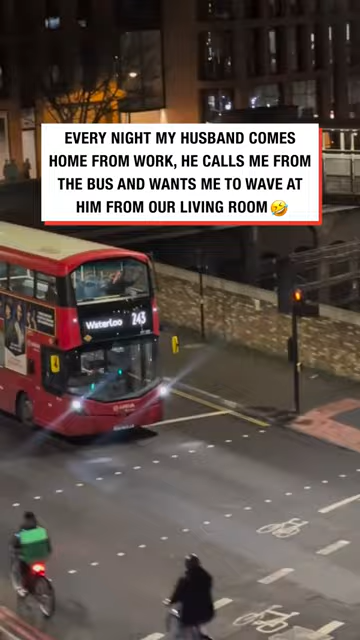 EVERY NIGHT MY HUSBAND COMES
HOME FROM WORK, HE CALLS ME FROM
THE BUS AND WANTS ME TO WAVE AT
HIM FROM OUR LIVING ROOM🤣
Waterloo 243